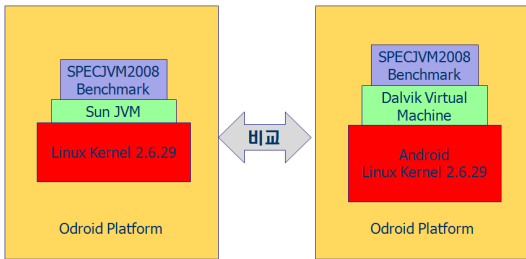 SPECJVM2008
Benchmark
Sun JVM
Linux Kernel 2.6.29
Odroid Platform
비교
SPECJVM2008
Benchmark
Dalvik Virtual
Machine
Android
Linux Kernel 2.6.29
Odroid Platform